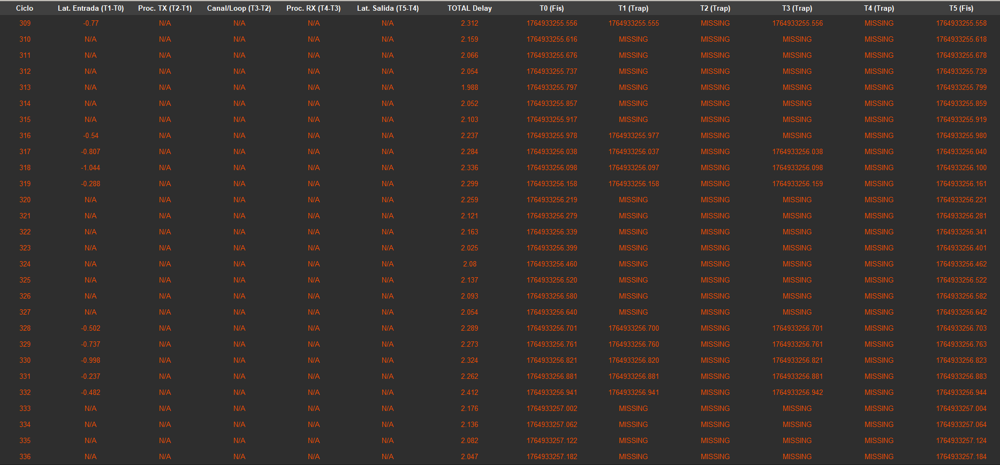 Ciclo Lat. Entrada (T1-T0) Proc. TX (T2-T1) Canal/Loop (T3-T2) Proc. RX (T4-T3) Lat. Salida (T5-T4) TOTAL Delay T0 (Fis) T1 (Trap) T2 (Trap) T3 (Trap) T4 (Trap) T5 (Fis)
309 -0.77 N/A N/A N/A N/A 2.312 1764933255.556 1764933255.555 MISSING 1764933255.556 MISSING 1764933255.558
310 N/A N/A N/A N/A N/A 2.159 1764933255.616 MISSING MISSING MISSING MISSING 1764933255.618
311 N/A N/A N/A N/A N/A 2.066 1764933255.676 MISSING MISSING MISSING MISSING 1764933255.678
312 N/A N/A N/A N/A N/A 2.054 1764933255.737 MISSING MISSING MISSING MISSING 1764933255.739
313 N/A N/A N/A N/A N/A 1.988 1764933255.797 MISSING MISSING MISSING MISSING 1764933255.799
314 N/A N/A N/A N/A N/A 2.052 1764933255.857 MISSING MISSING MISSING MISSING 1764933255.859
315 N/A N/A N/A N/A N/A 2.103 1764933255.917 MISSING MISSING MISSING MISSING 1764933255.919
316 -0.54 N/A N/A N/A N/A 2.237 1764933255.978 1764933255.977 MISSING MISSING MISSING 1764933255.980
317 -0.807 N/A N/A N/A N/A 2.284 1764933256.038 1764933256.037 MISSING 1764933256.038 MISSING 1764933256.040
318 -1.044 N/A N/A N/A N/A 2.336 1764933256.098 1764933256.097 MISSING 1764933256.098 MISSING 1764933256.100
319 -0.288 N/A N/A N/A N/A 2.299 1764933256.158 1764933256.158 MISSING 1764933256.159 MISSING 1764933256.161
320 N/A N/A N/A N/A N/A 2.259 1764933256.219 MISSING MISSING MISSING MISSING 1764933256.221
321 N/A N/A N/A N/A N/A 2.121 1764933256.279 MISSING MISSING MISSING MISSING 1764933256.281
322 N/A N/A N/A N/A N/A 2.163 1764933256.339 MISSING MISSING MISSING MISSING 1764933256.341
323 N/A N/A N/A N/A N/A 2.025 1764933256.399 MISSING MISSING MISSING MISSING 1764933256.401
324 N/A N/A N/A N/A N/A 2.08 1764933256.460 MISSING MISSING MISSING MISSING 1764933256.462
325 N/A N/A N/A N/A N/A 2.137 1764933256.520 MISSING MISSING MISSING MISSING 1764933256.522
326 N/A N/A N/A N/A N/A 2.093 1764933256.580 MISSING MISSING MISSING MISSING 1764933256.582
327 N/A N/A N/A N/A N/A 2.054 1764933256.640 MISSING MISSING MISSING MISSING 1764933256.642
328 -0.502 N/A N/A N/A N/A 2.289 1764933256.701 1764933256.700 MISSING 1764933256.701 MISSING 1764933256.703
329 -0.737 N/A N/A N/A N/A 2.273 1764933256.761 1764933256.760 MISSING 1764933256.761 MISSING 1764933256.763
330 -0.998 N/A N/A N/A N/A 2.324 1764933256.821 1764933256.820 MISSING 1764933256.821 MISSING 1764933256.823
331 -0.237 N/A N/A N/A N/A 2.262 1764933256.881 1764933256.881 MISSING 1764933256.881 MISSING 1764933256.883
332 -0.482 N/A N/A N/A N/A 2.412 1764933256.941 1764933256.941 MISSING 1764933256.942 MISSING 1764933256.944
333 N/A N/A N/A N/A N/A 2.176 1764933257.002 MISSING MISSING MISSING MISSING 1764933257.004
334 N/A N/A N/A N/A N/A 2.136 1764933257.062 MISSING MISSING MISSING MISSING 1764933257.064
335 N/A N/A N/A N/A N/A 2.082 1764933257.122 MISSING MISSING MISSING MISSING 1764933257.124
336 N/A N/A N/A N/A N/A 2.047 1764933257.182 MISSING MISSING MISSING MISSING 1764933257.184